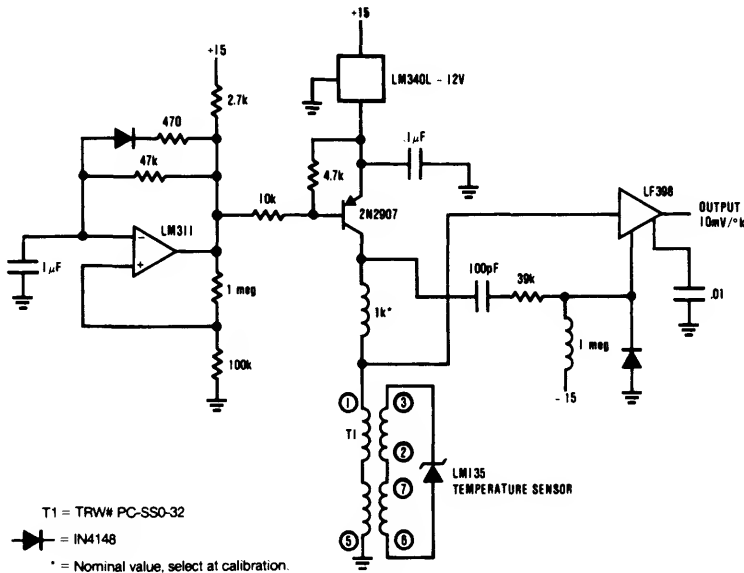 +15
+15
LM340L - 12V
2.7k
470
47k
.1µF
4.7k
10k
2N2907
LF398
OUTPUT
10mV/°k
LM311
-
+
1µF
1 meg
100pF
39k
.01
1k*
1 meg
100k
- 15
1
3
T1
2
7
LM135
TEMPERATURE SENSOR
5
8
T1 = TRW# PC-SS0-32
= IN4148
* = Nominal value, select at calibration.